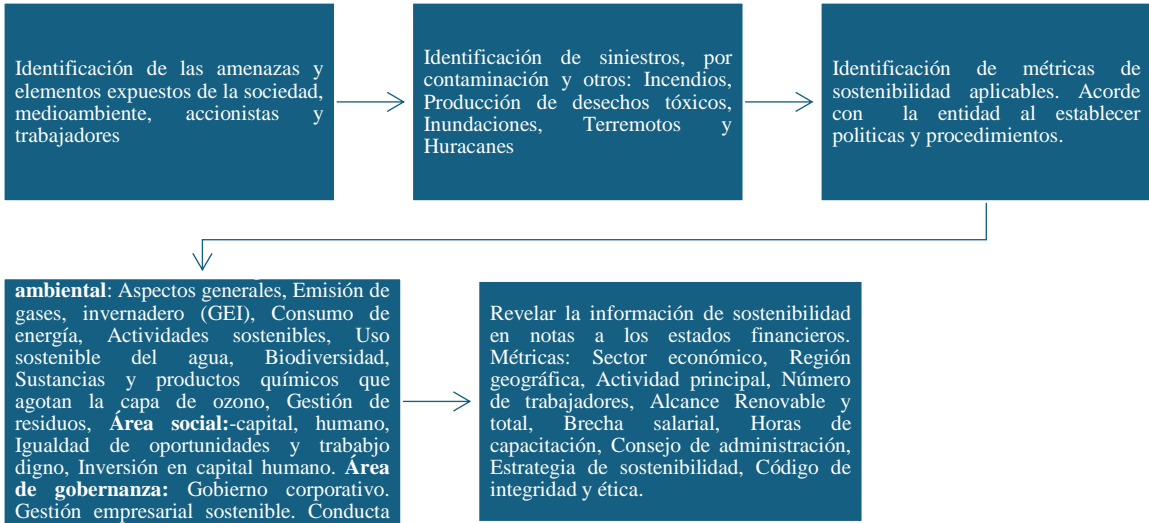 Identificación de las amenazas y
elementos expuestos de la sociedad,
medioambiente, accionistas y
trabajadores
Identificación de siniestros, por
contaminación y otros: Incendios,
Producción de desechos tóxicos,
Inundaciones, Terremotos y
Huracanes
Identificación de métricas de
sostenibilidad aplicables. Acorde
con la entidad al establecer
politicas y procedimientos.
ambiental: Aspectos generales, Emisión de
gases, invernadero (GEI), Consumo de
energía, Actividades sostenibles, Uso
sostenible del agua, Biodiversidad,
Sustancias y productos químicos que
agotan la capa de ozono, Gestión de
residuos, Área social:-capital, humano,
Igualdad de oportunidades y trababjo
digno, Inversión en capital humano. Área
de gobernanza: Gobierno corporativo.
Gestión empresarial sostenible. Conducta
Revelar la información de sostenibilidad
en notas a los estados financieros.
Métricas: Sector económico, Región
geográfica, Actividad principal, Número
de trabajadores, Alcance Renovable y
total, Brecha salarial, Horas de
capacitación, Consejo de administración,
Estrategia de sostenibilidad, Código de
integridad y ética.